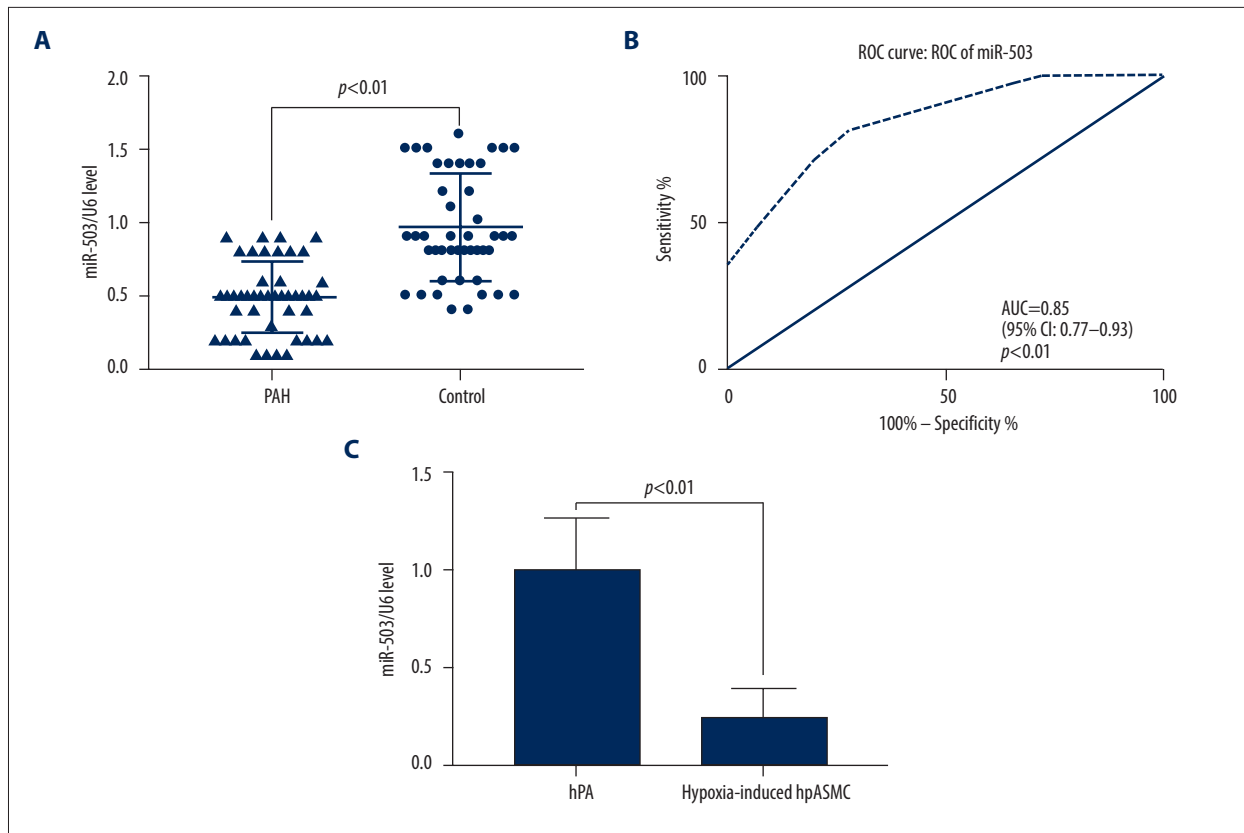 A
2.0
1.5
1.0
0.5
0.0
miR-503/U6 level
p<0.01
PAH
Control
B
ROC curve: ROC of miR-503
100
50
0
Sensitivity %
AUC=0.85
(95% CI: 0.77–0.93)
p<0.01
0
50
100
100% – Specificity %
C
1.5
1.0
0.5
0.0
miR-503/U6 level
p<0.01
hPA
Hypoxia-induced hpASMC